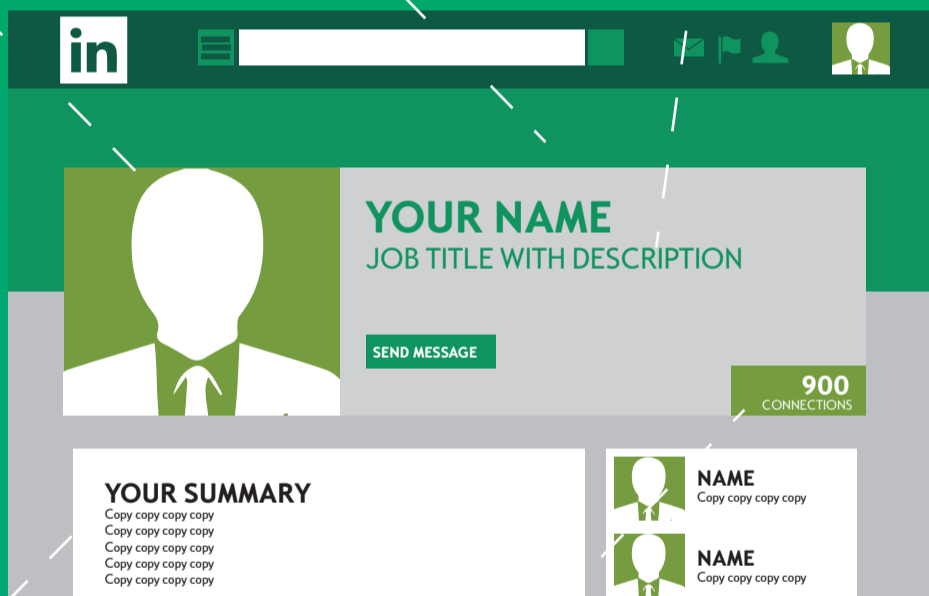 in
YOUR NAME
JOB TITLE WITH DESCRIPTION
SEND MESSAGE
900
CONNECTIONS
YOUR SUMMARY
Copy copy copy copy
Copy copy copy copy
Copy copy copy copy
Copy copy copy copy
Copy copy copy copy
NAME
Copy copy copy copy
NAME
Copy copy copy copy